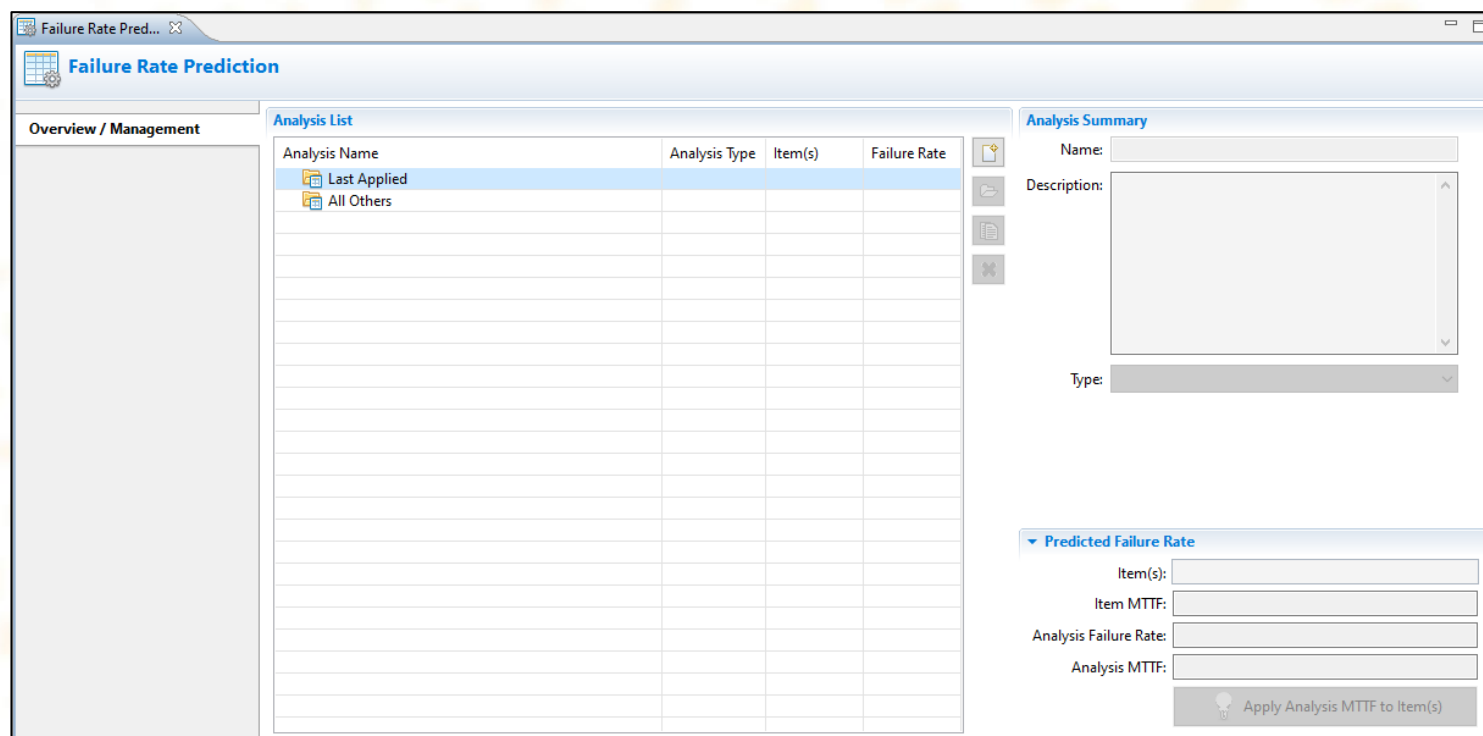 Failure Rate Pred...
Failure Rate Prediction
Overview / Management
Analysis List
Analysis Name Analysis Type Item(s) Failure Rate
Last Applied
All Others
Analysis Summary
Name:
Description:
Type:
Predicted Failure Rate
Item(s):
Item MTTF:
Analysis Failure Rate:
Analysis MTTF:
Apply Analysis MTTF to Item(s)